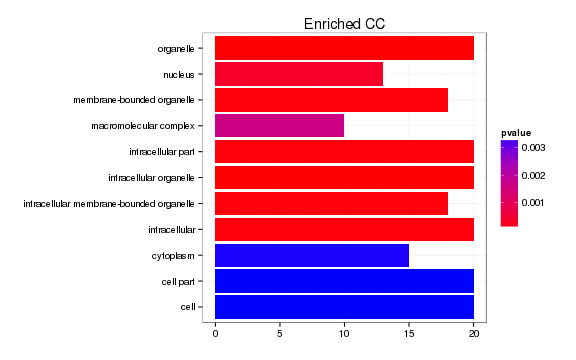 Enriched CC
organelle
nucleus
membrane-bounded organelle
macromolecular complex
intracellular part
intracellular organelle
intracellular membrane-bounded organelle
intracellular
cytoplasm
cell part
cell
0 5 10 15 20
pvalue
0.003
0.002
0.001